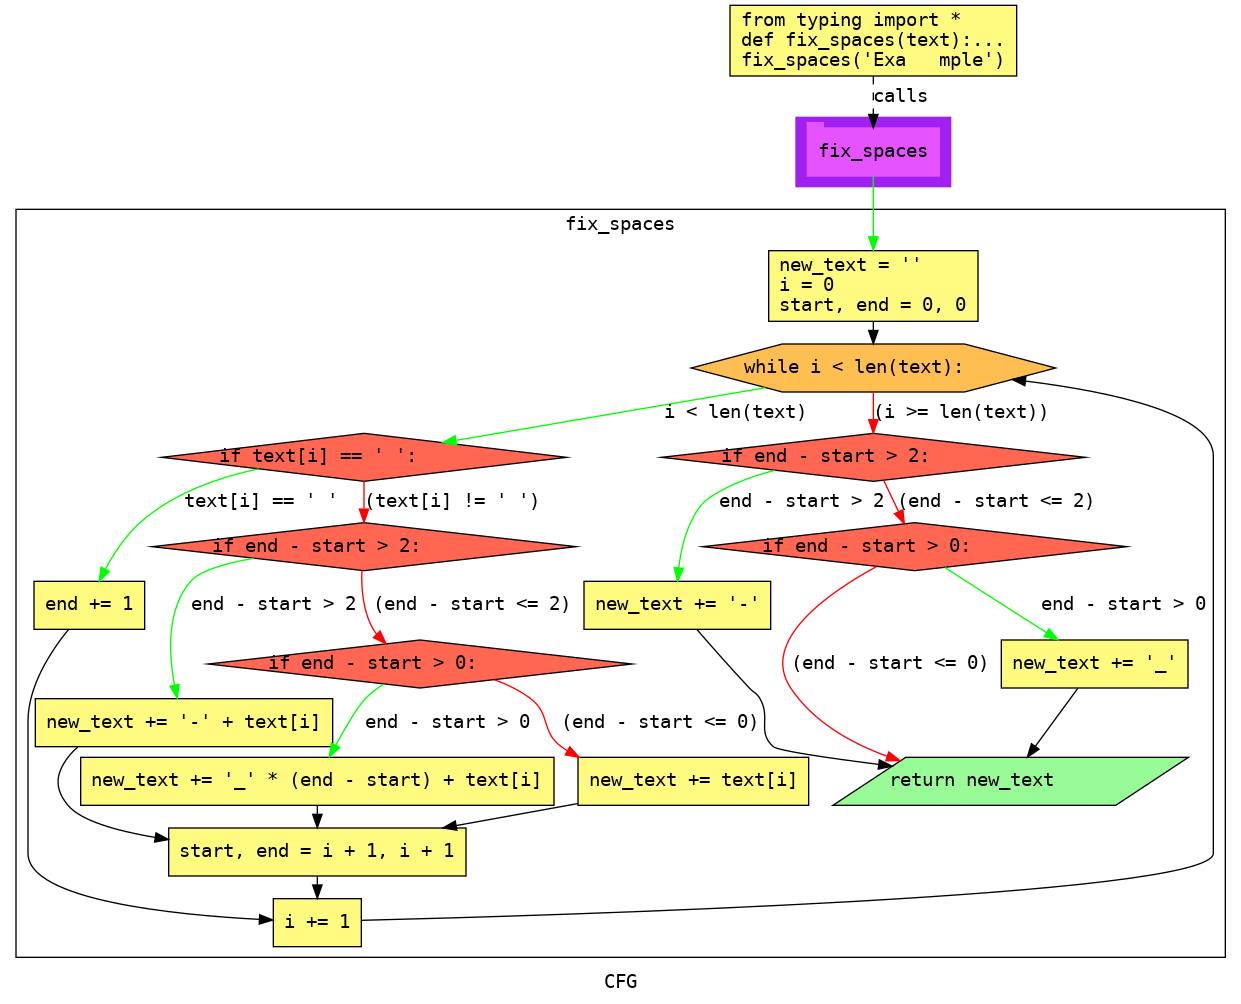 from typing import *
def fix_spaces(text):...
fix_spaces('Exa   mple')
calls
fix_spaces
fix_spaces
new_text = ''
i = 0
start, end = 0, 0
while i < len(text):
i < len(text)
(i >= len(text))
if text[i] == ' ':
if end - start > 2:
text[i] == ' '
(text[i] != ' ')
end - start > 2
(end - start <= 2)
if end - start > 2:
if end - start > 0:
end += 1
end - start > 2
(end - start <= 2)
new_text += '-'
end - start > 0
if end - start > 0:
(end - start <= 0)
new_text += '_'
new_text += '-' + text[i]
end - start > 0
(end - start <= 0)
new_text += '_' * (end - start) + text[i]
new_text += text[i]
return new_text
start, end = i + 1, i + 1
i += 1
CFG